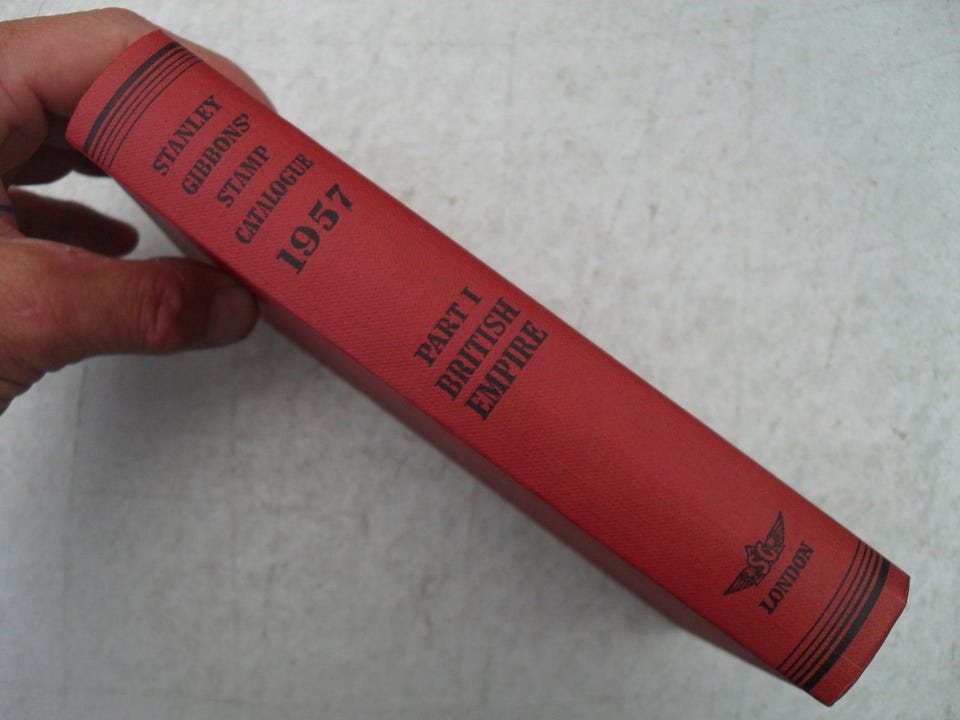 STANLEY
GIBBONS'
STAMP
CATALOGUE
1957
PART I
BRITISH
EMPIRE
SG
LONDON